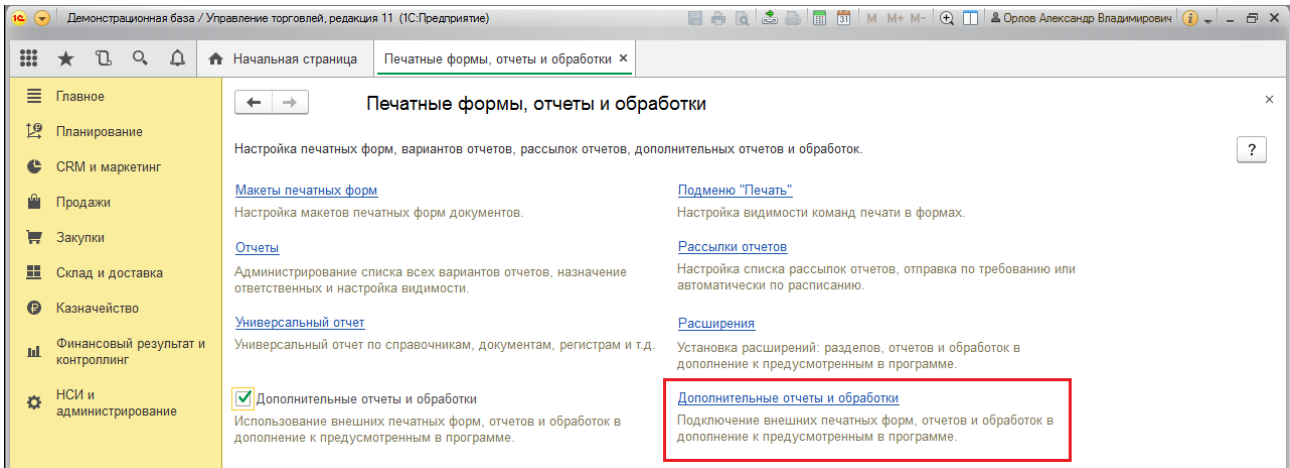 Демонстрационная база / Управление торговлей, редакция 11 (1С:Предприятие)
M M+ M- Орлов Александр Владимирович
Начальная страница
Печатные формы, отчеты и обработки ×
Главное
Планирование
CRM и маркетинг
Продажи
Закупки
Склад и доставка
Казначейство
Финансовый результат и
контроллинг
НСИ и
администрирование
Печатные формы, отчеты и обработки
Настройка печатных форм, вариантов отчетов, рассылок отчетов, дополнительных отчетов и обработок.
?
Макеты печатных форм
Настройка макетов печатных форм документов.
Подменю "Печать"
Настройка видимости команд печати в формах.
Отчеты
Администрирование списка всех вариантов отчетов, назначение
ответственных и настройка видимости.
Рассылки отчетов
Настройка списка рассылок отчетов, отправка по требованию или
автоматически по расписанию.
Универсальный отчет
Универсальный отчет по справочникам, документам, регистрам и т.д.
Расширения
Установка расширений: разделов, отчетов и обработок в
дополнение к предусмотренным в программе.
Дополнительные отчеты и обработки
Использование внешних печатных форм, отчетов и обработок в
дополнение к предусмотренным в программе.
Дополнительные отчеты и обработки
Подключение внешних печатных форм, отчетов и обработок в
дополнение к предусмотренным в программе.